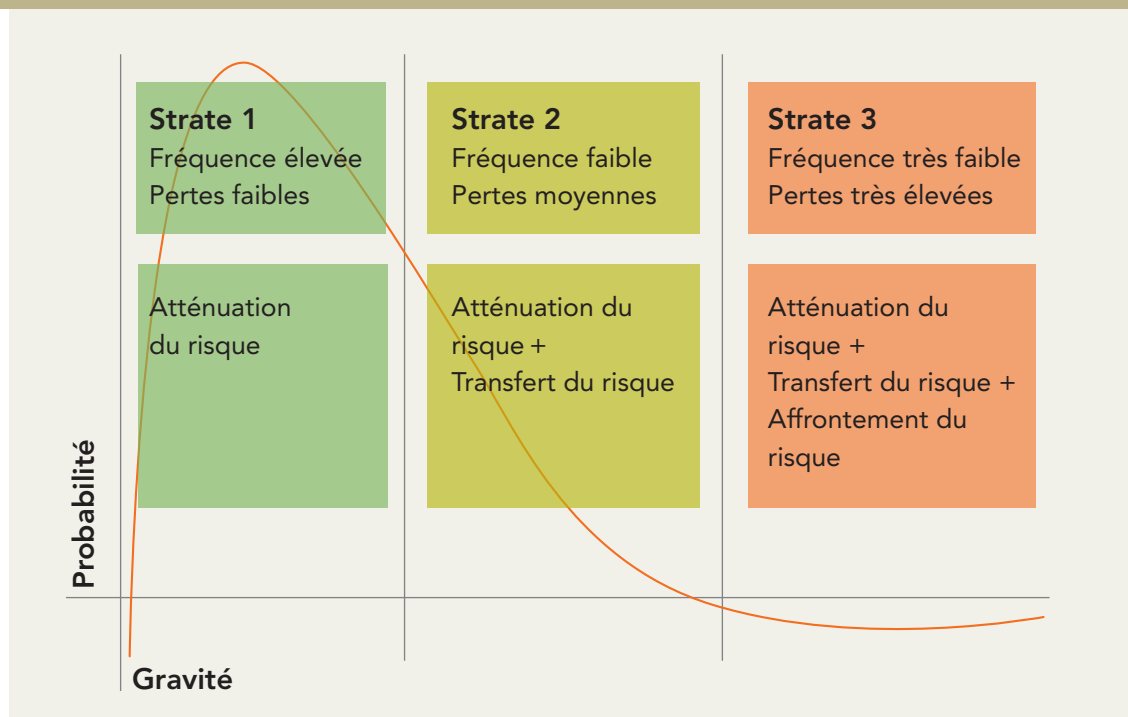 Strate 1
Fréquence élevée
Pertes faibles
Strate 2
Fréquence faible
Pertes moyennes
Strate 3
Fréquence très faible
Pertes très élevées
Atténuation
du risque
Atténuation du
risque +
Transfert du risque
Atténuation du
risque +
Transfert du risque +
Affrontement du
risque
Probabilité
Gravité